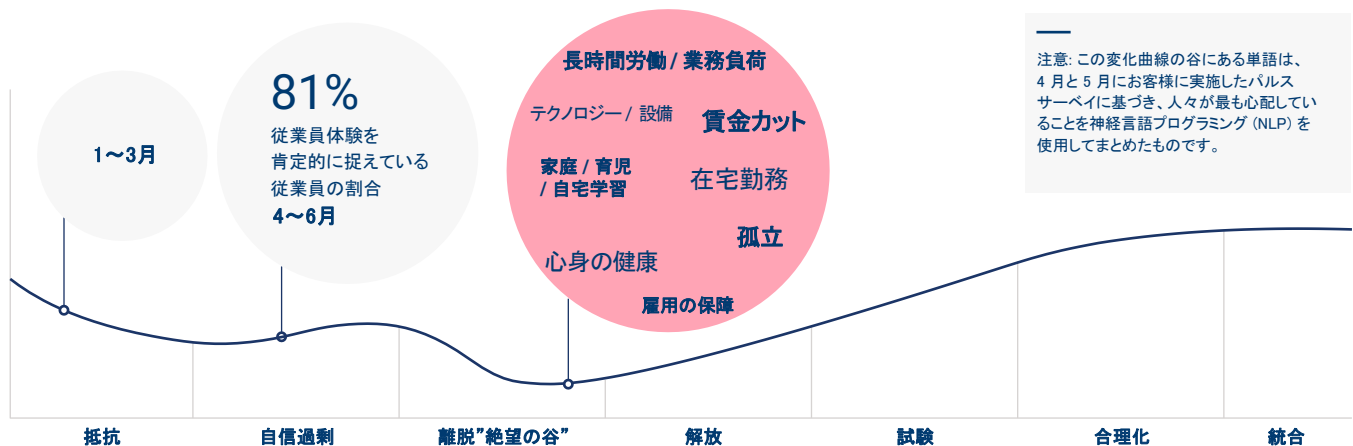 1～3月
81%
従業員体験を
肯定的に捉えている
従業員の割合
4～6月
長時間労働 / 業務負荷
テクノロジー / 設備
賃金カット
家庭 / 育児
/ 自宅学習
在宅勤務
孤立
心身の健康
雇用の保障
注意: この変化曲線の谷にある単語は、
4 月と 5 月にお客様に実施したパルス
サーベイに基づき、人々が最も心配してい
ることを神経言語プログラミング (NLP) を
使用してまとめたものです。
抵抗
自信過剰
離脱”絶望の谷”
解放
試験
合理化
統合